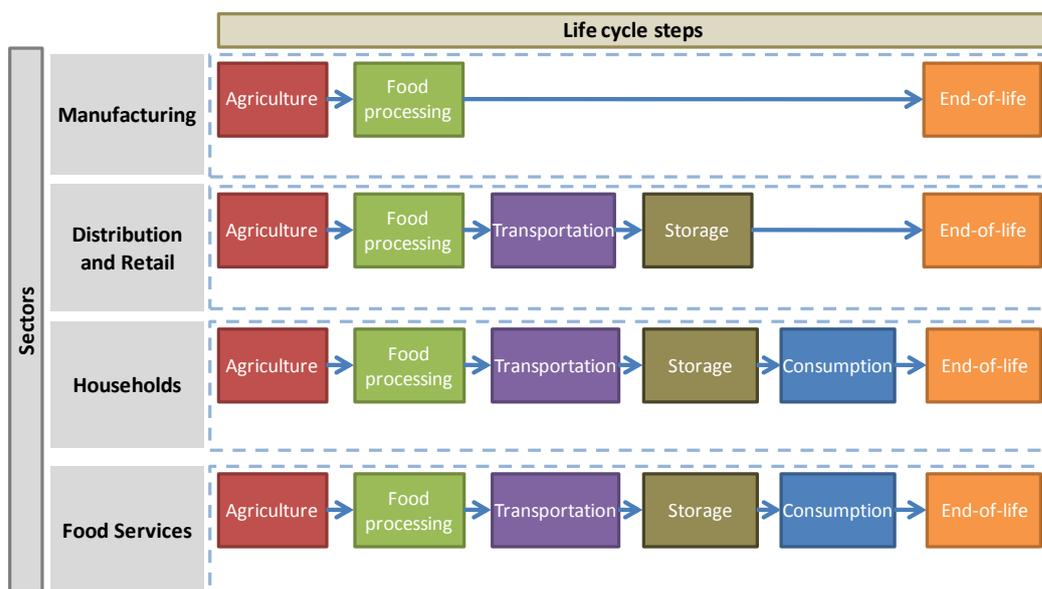 Life cycle steps
Sectors
Manufacturing
Agriculture
Food
processing
End-of-life
Distribution
and Retail
Agriculture
Food
processing
Transportation
Storage
End-of-life
Households
Agriculture
Food
processing
Transportation
Storage
Consumption
End-of-life
Food Services
Agriculture
Food
processing
Transportation
Storage
Consumption
End-of-life